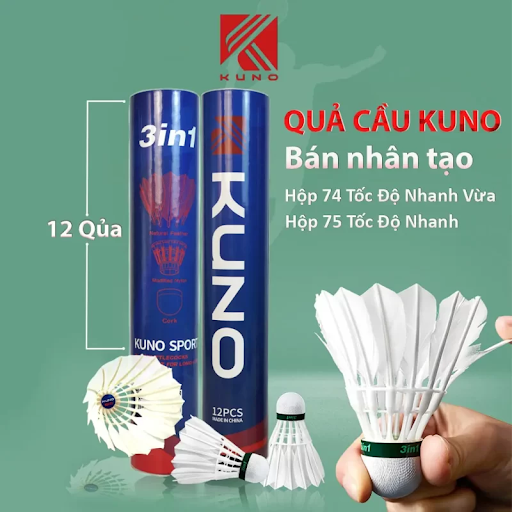 KUNO
QUẢ CẦU KUNO
Bán nhân tạo
Hộp 74 Tốc Độ Nhanh Vừa
Hộp 75 Tốc Độ Nhanh
12 Qủa
3in1
Cork
KUNO SPORT
KUNO
12PCS
MADE IN CHINA
3in1